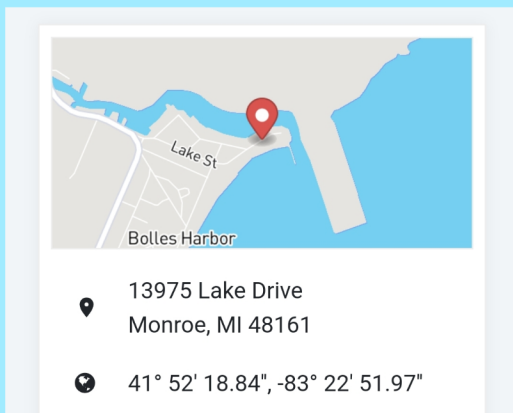 Lake St
Bolles Harbor
13975 Lake Drive
Monroe, MI 48161
41° 52' 18.84", -83° 22' 51.97"